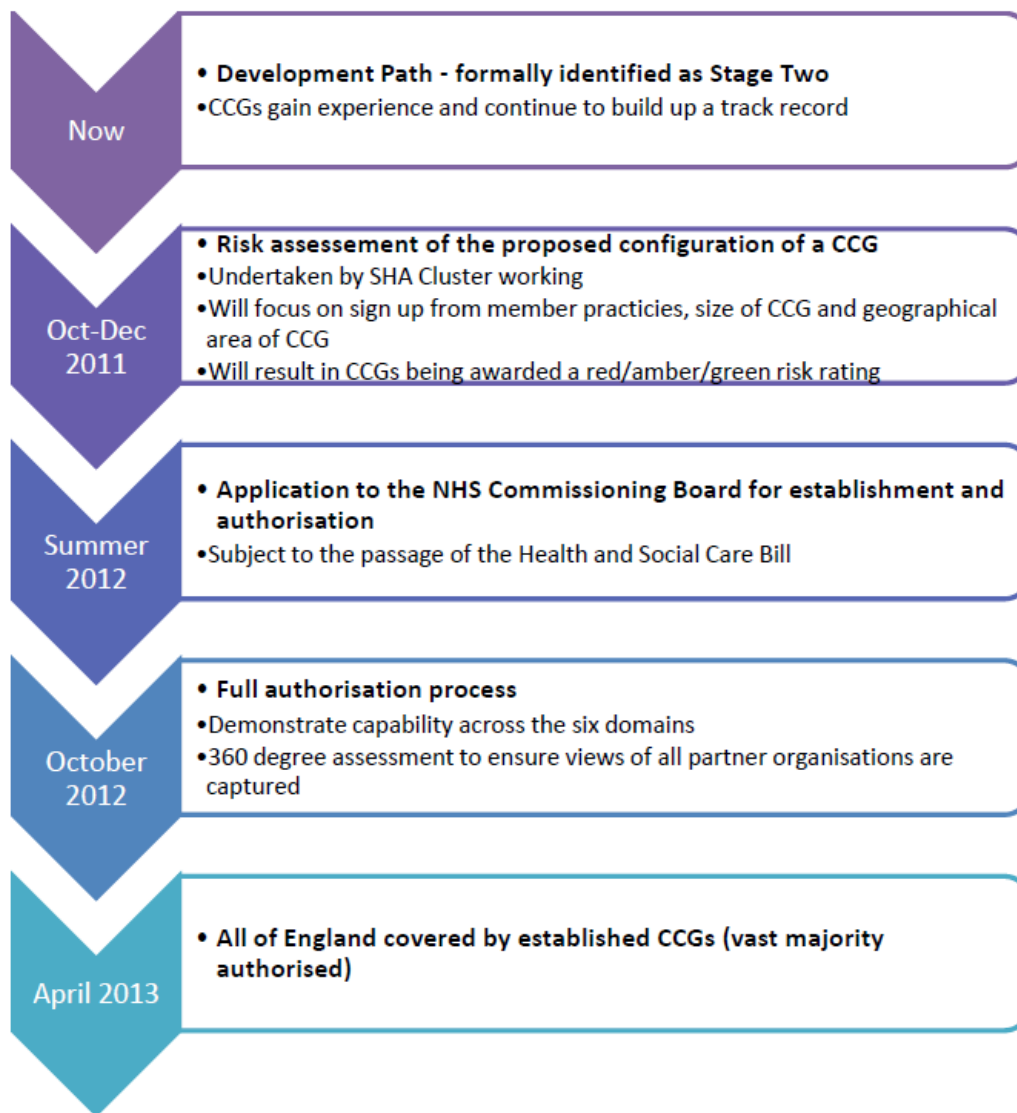 Now
• Development Path - formally identified as Stage Two
•CCGs gain experience and continue to build up a track record
Oct-Dec
2011
• Risk assessement of the proposed configuration of a CCG
•Undertaken by SHA Cluster working
•Will focus on sign up from member practicies, size of CCG and geographical
area of CCG
•Will result in CCGs being awarded a red/amber/green risk rating
Summer
2012
• Application to the NHS Commissioning Board for establishment and
authorisation
•Subject to the passage of the Health and Social Care Bill
October
2012
• Full authorisation process
•Demonstrate capability across the six domains
•360 degree assessment to ensure views of all partner organisations are
captured
April 2013
• All of England covered by established CCGs (vast majority
authorised)